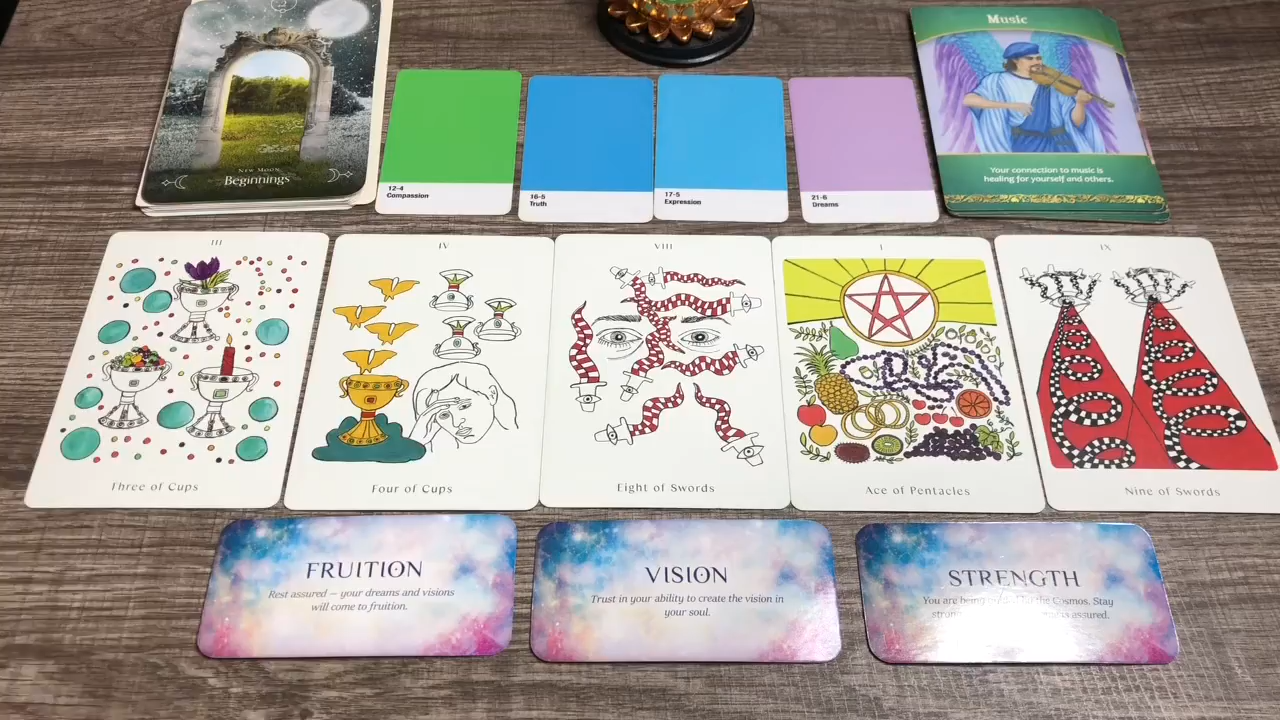 New Moon
Beginnings
12-4
Compassion
16-5
Truth
17-5
Expression
21-6
Dreams
Music
Your connection to music is
healing for yourself and others.
III
Three of Cups
IV
Four of Cups
VIII
Eight of Swords
I
Ace of Pentacles
IX
Nine of Swords
FRUITION
Rest assured – your dreams and visions
will come to fruition.
VISION
Trust in your ability to create the vision in
your soul.
STRENGTH
You are being the Cosmos. Stay
assured.